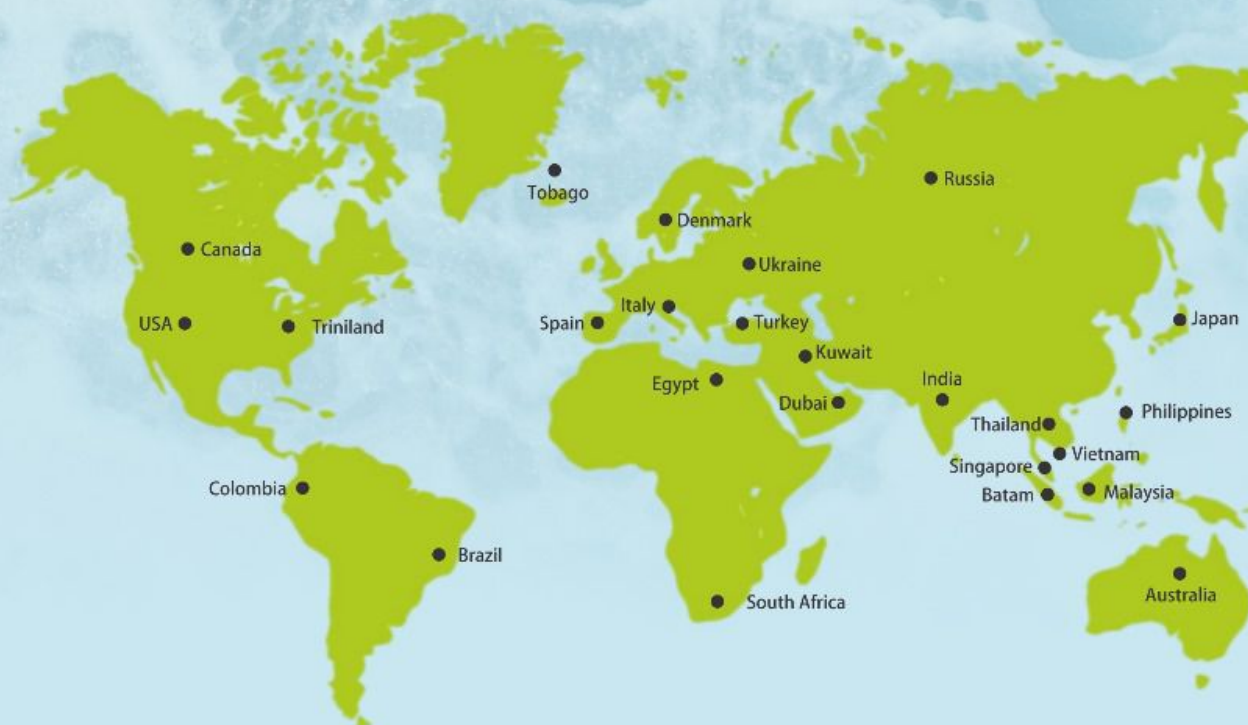 Tobago
Russia
Denmark
Canada
Ukraine
Italy
USA
Triniland
Spain
Turkey
Japan
Kuwait
Egypt
India
Dubai
Philippines
Thailand
Vietnam
Singapore
Colombia
Batam
Malaysia
Brazil
South Africa
Australia